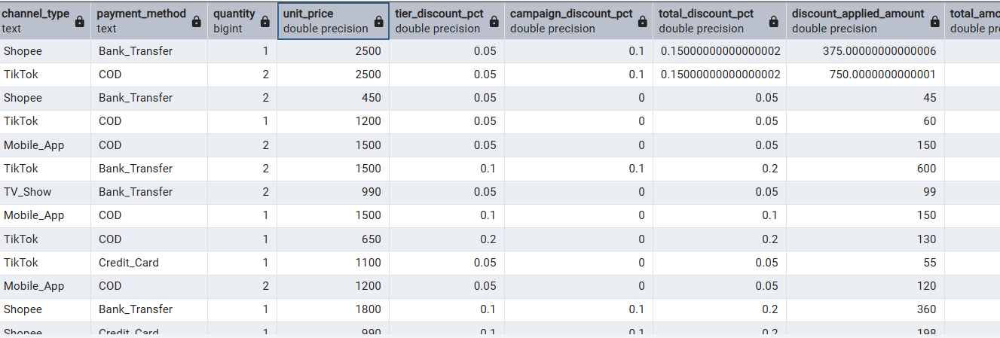 channel_type payment_method quantity unit_price tier_discount_pct campaign_discount_pct total_discount_pct discount_applied_amount total_amo
text text bigint double precision double precision double precision double precision double precision double pr
Shopee Bank_Transfer 1 2500 0.05 0.1 0.15000000000000002 375.00000000000006
TikTok COD 2 2500 0.05 0.1 0.15000000000000002 750.0000000000001
Shopee Bank_Transfer 2 450 0.05 0 0.05 45
TikTok COD 1 1200 0.05 0 0.05 60
Mobile_App COD 2 1500 0.05 0 0.05 150
TikTok Bank_Transfer 2 1500 0.1 0.1 0.2 600
TV_Show Bank_Transfer 2 990 0.05 0 0.05 99
Mobile_App COD 1 1500 0.1 0 0.1 150
TikTok COD 1 650 0.2 0 0.2 130
TikTok Credit_Card 1 1100 0.05 0 0.05 55
Mobile_App COD 2 1200 0.05 0 0.05 120
Shopee Bank_Transfer 1 1800 0.1 0.1 0.2 360
Shopee Credit_Card 1 990 0.1 0.1 0.2 198